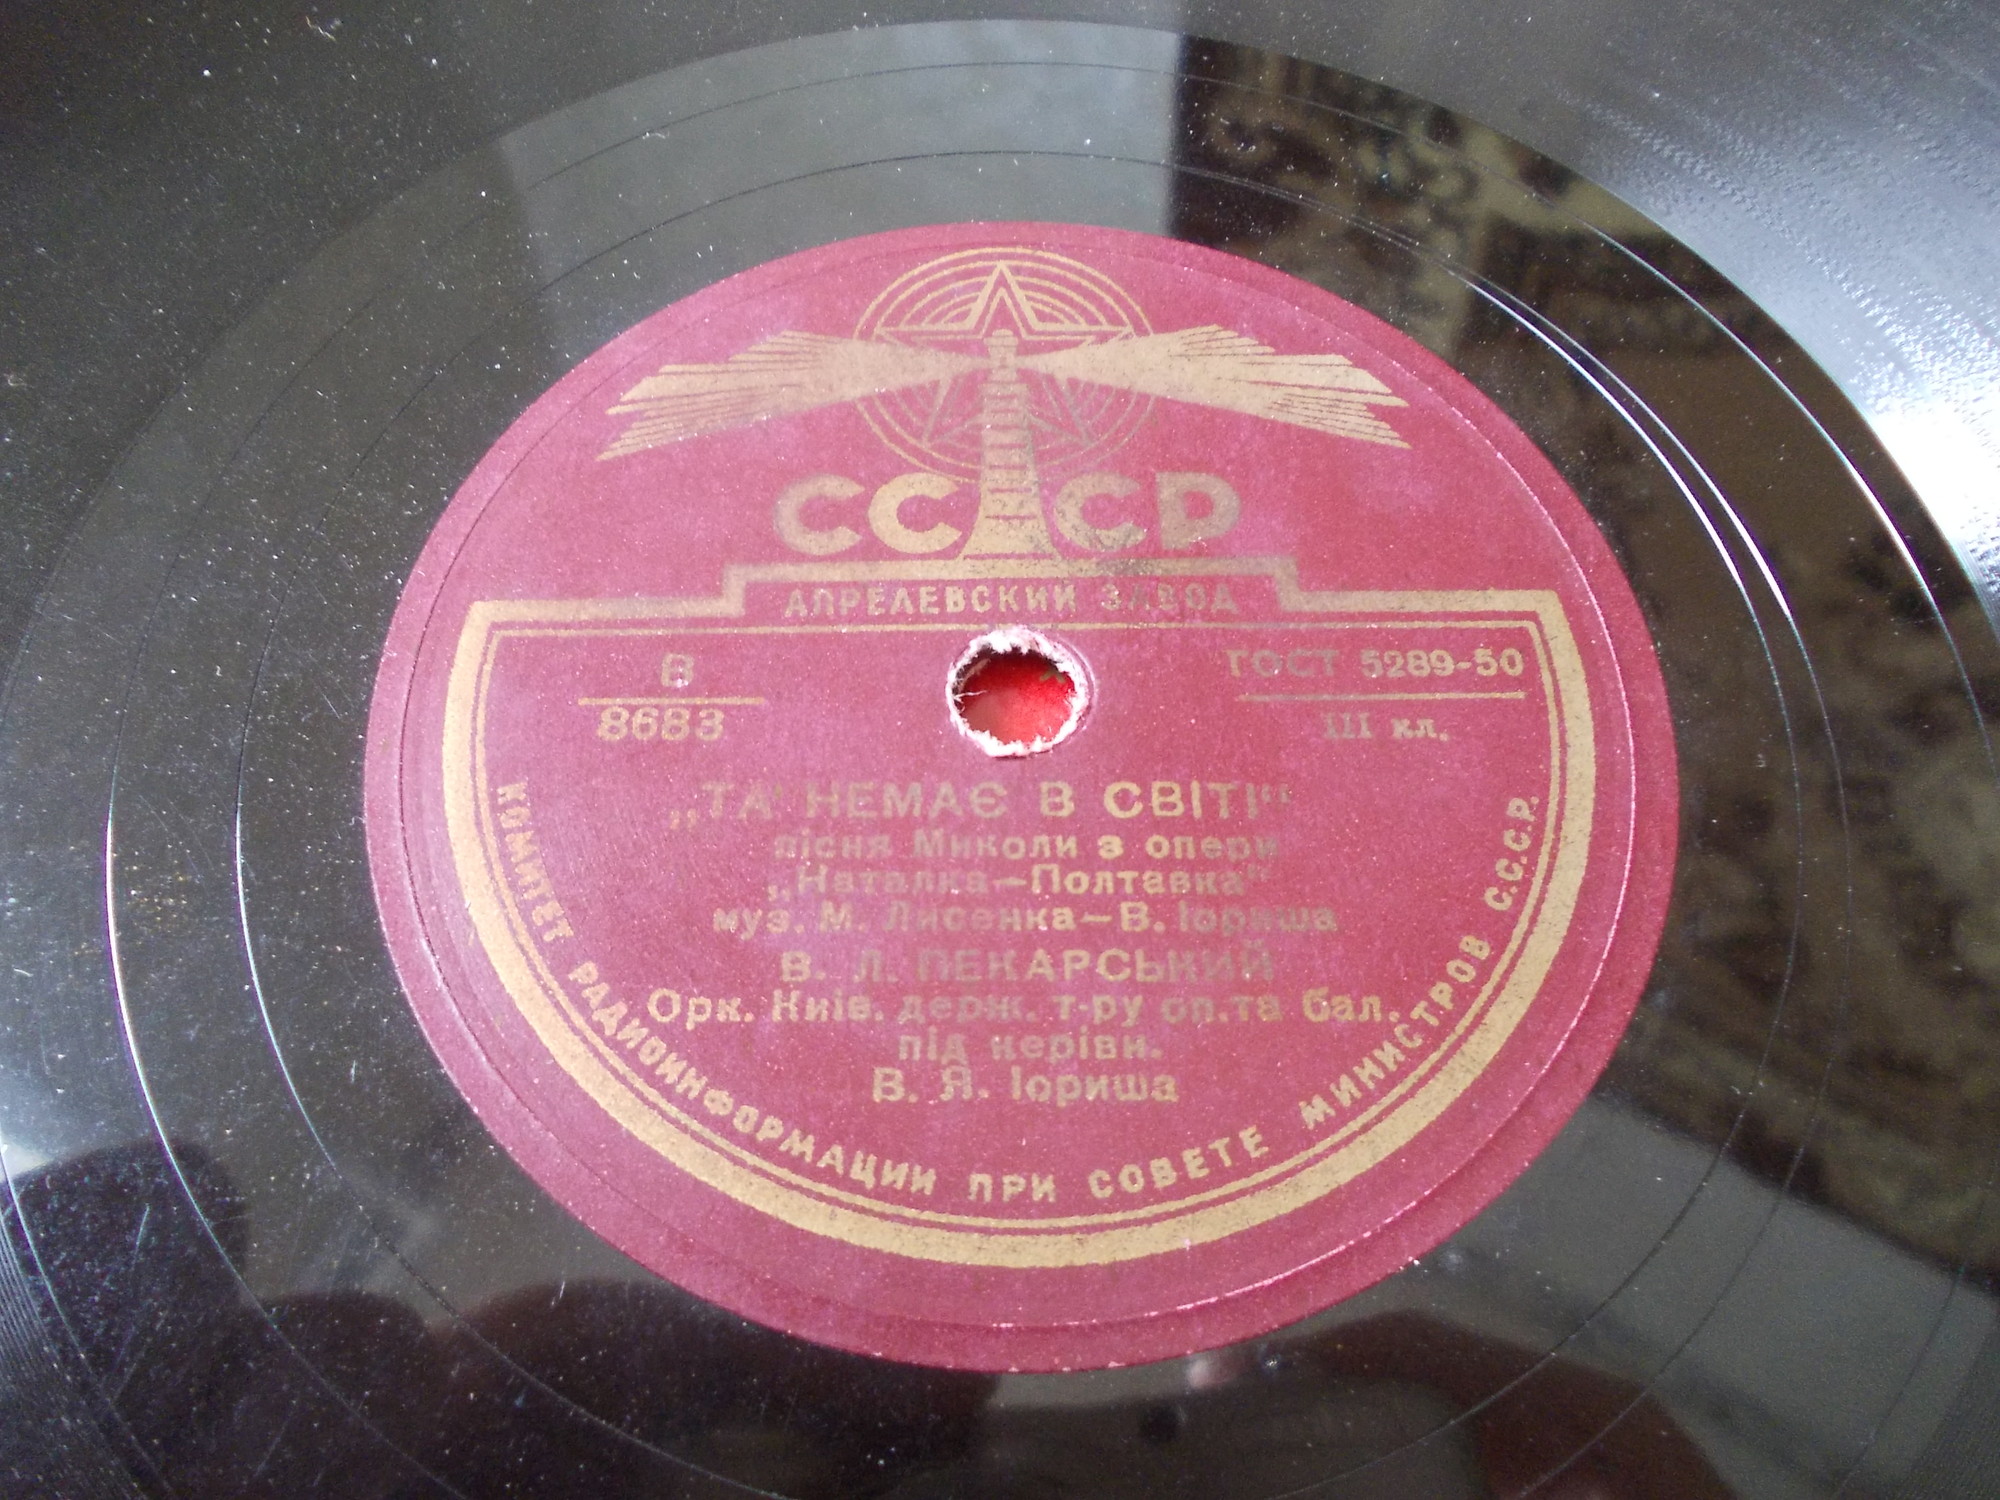 СССР
АПРЕЛЕВСКИЙ ЗАВОД
В
8683
ГОСТ 5289-50
III кл.
„ТА НЕМАЄ В СВІТІ“
пісня Миколи з опери
„Наталка—Полтавка“
муз. М. Лисенка—В. Іориша
В. Л. ПЕКАРСЬКИЙ
Орк. Київ. держ. т-ру оп.та бал.
під керівн.
В. Я. Іориша
КОМИТЕТ РАДИОИНФОРМАЦИИ ПРИ СОВЕТЕ МИНИСТРОВ С.С.С.Р.